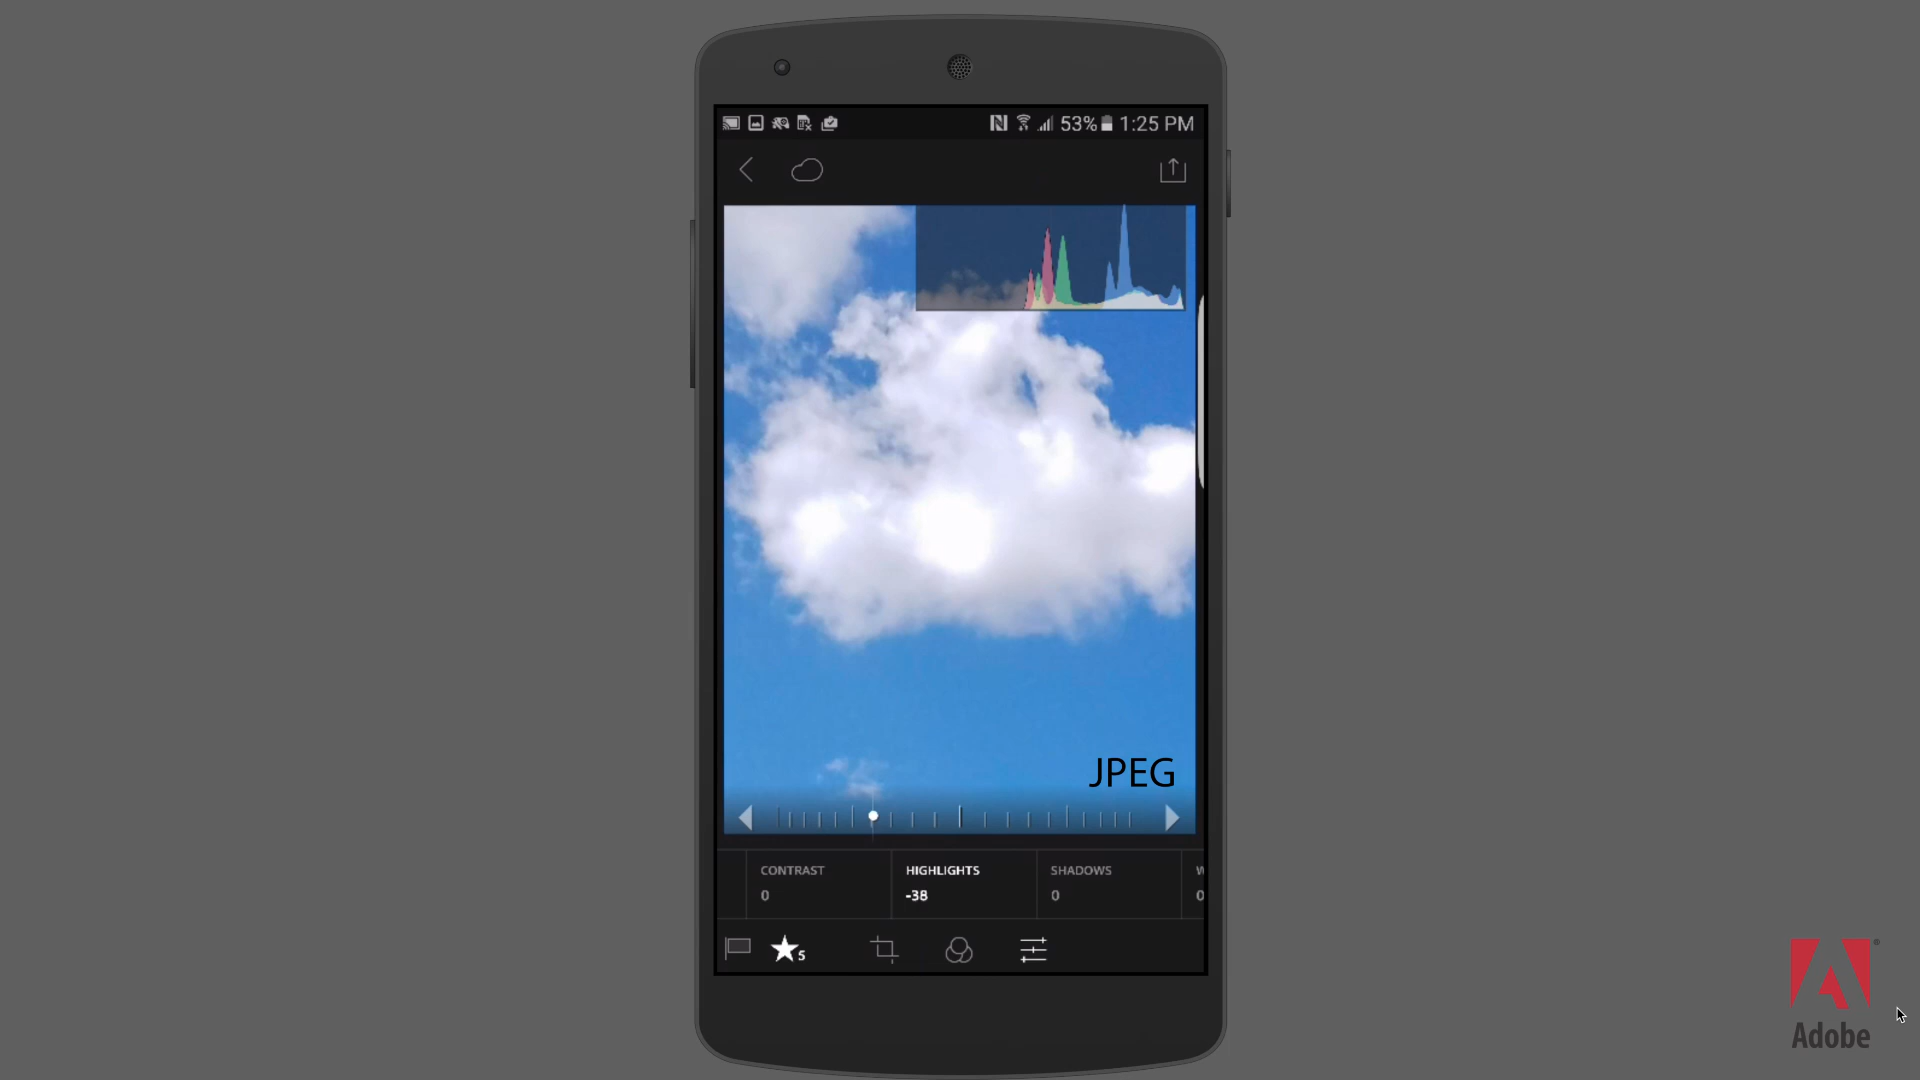 53% 1:25 PM
JPEG
CONTRAST HIGHLIGHTS SHADOWS W
0 -38 0 0
5
Adobe